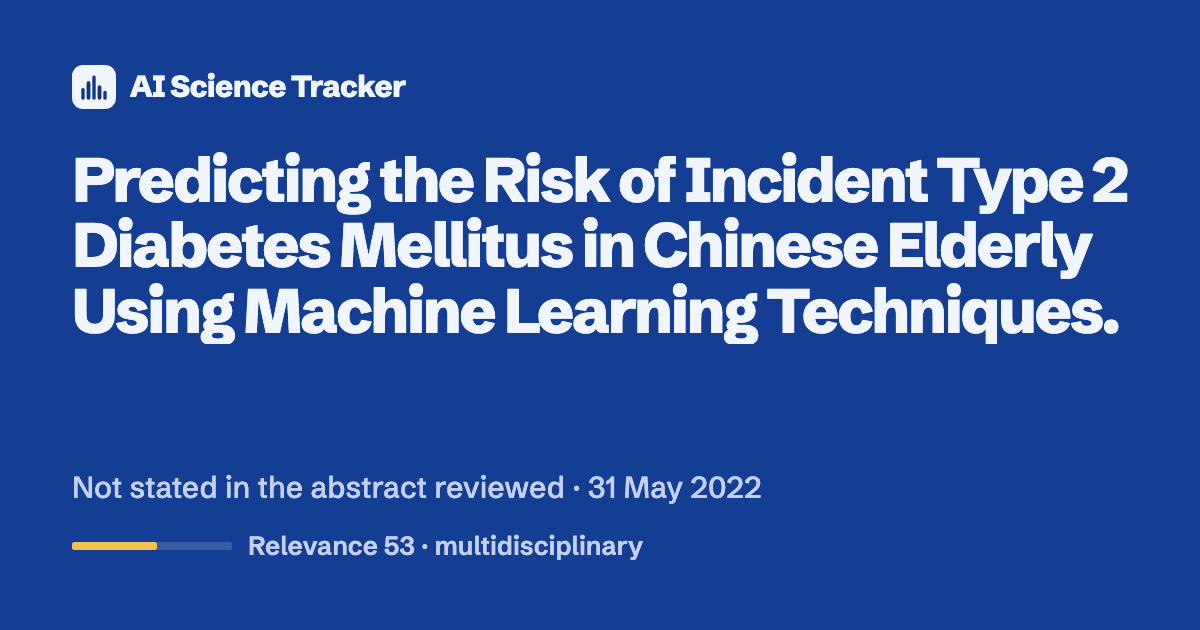 AI Science Tracker
Predicting the Risk of Incident Type 2
Diabetes Mellitus in Chinese Elderly
Using Machine Learning Techniques.
Not stated in the abstract reviewed · 31 May 2022
Relevance 53 · multidisciplinary